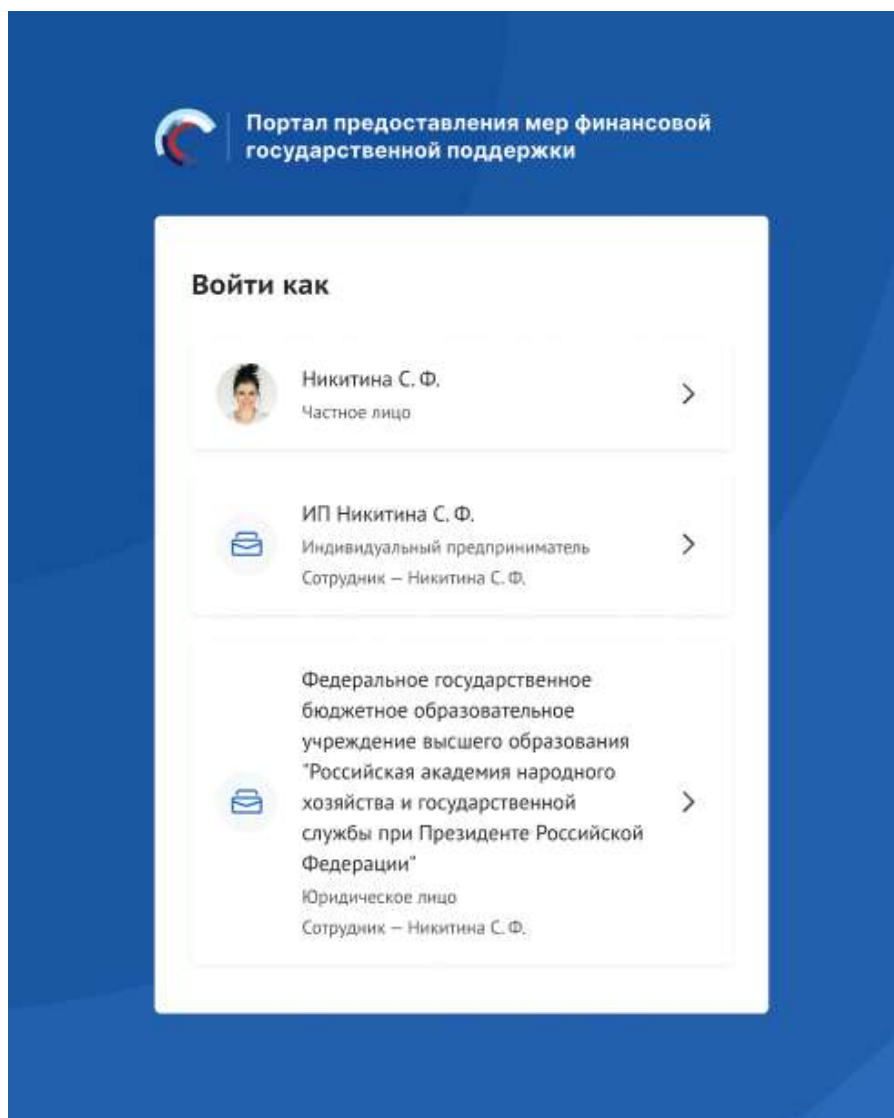 Портал предоставления мер финансовой
государственной поддержки
Войти как
Никитина С. Ф.
Частное лицо
ИП Никитина С. Ф.
Индивидуальный предприниматель
Сотрудник — Никитина С. Ф.
Федеральное государственное
бюджетное образовательное
учреждение высшего образования
"Российская академия народного
хозяйства и государственной
службы при Президенте Российской
Федерации"
Юридическое лицо
Сотрудник — Никитина С. Ф.